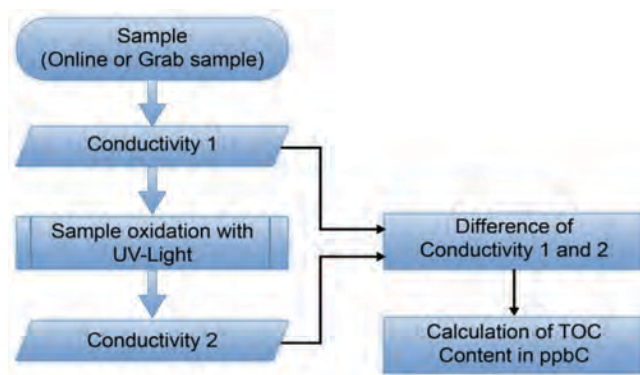 Sample
(Online or Grab sample)
Conductivity 1
Sample oxidation with
UV-Light
Conductivity 2
Difference of
Conductivity 1 and 2
Calculation of TOC
Content in ppbC